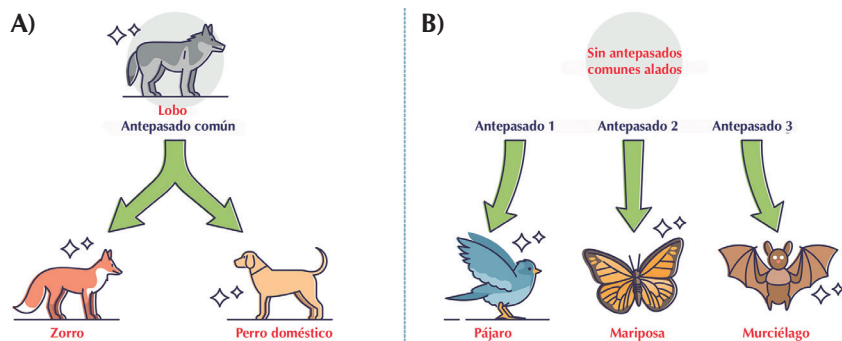 A)
Lobo
Antepasado común
Zorro
Perro doméstico
B)
Sin antepasados
comunes alados
Antepasado 1
Antepasado 2
Antepasado 3
Pájaro
Mariposa
Murciélago